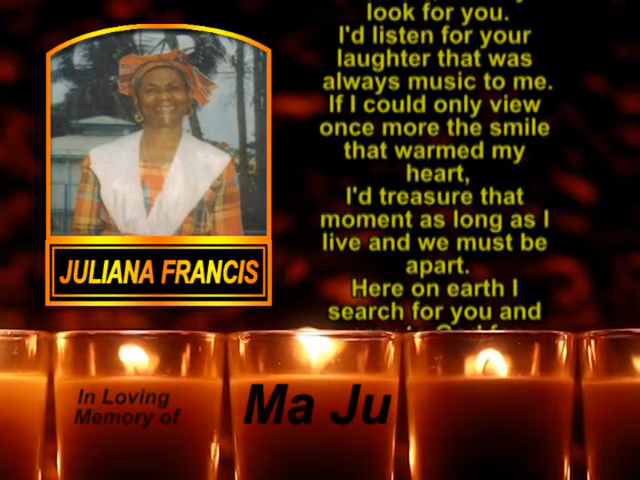 look for you.
I'd listen for your
laughter that was
always music to me.
If I could only view
once more the smile
that warmed my
heart,
I'd treasure that
moment as long as I
live and we must be
apart.
Here on earth I
search for you and
JULIANA FRANCIS
In Loving
Memory of
Ma Ju